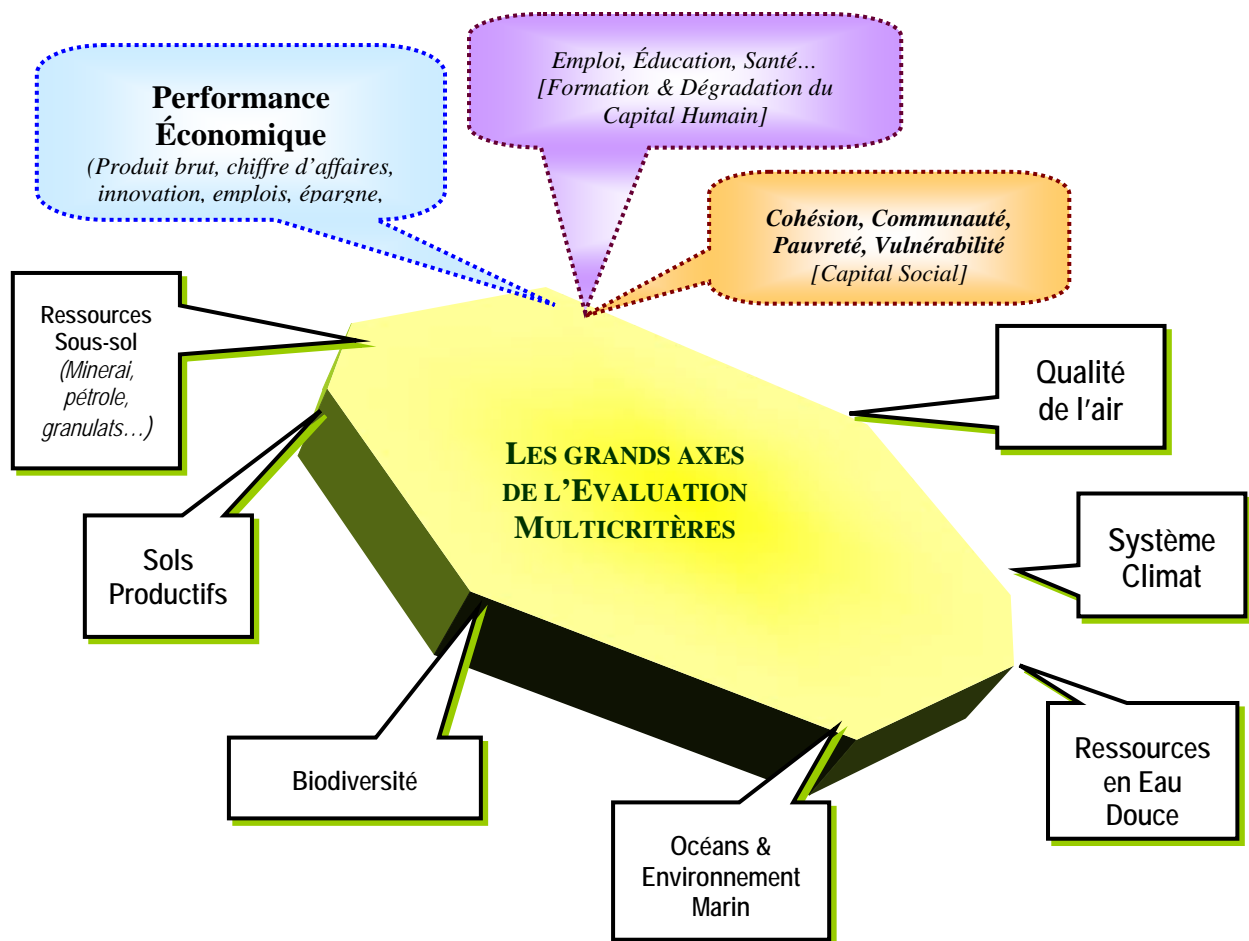 Performance
Économique
(Produit brut, chiffre d'affaires,
innovation, emplois, épargne,
Emploi, Éducation, Santé…
[Formation & Dégradation du
Capital Humain]
Cohésion, Communauté,
Pauvreté, Vulnérabilité
[Capital Social]
Ressources
Sous-sol
(Minerai,
pétrole,
granulats…)
Qualité
de l'air
LES GRANDS AXES
DE L'EVALUATION
MULTICRITÈRES
Sols
Productifs
Système
Climat
Biodiversité
Ressources
en Eau
Douce
Océans &
Environnement
Marin